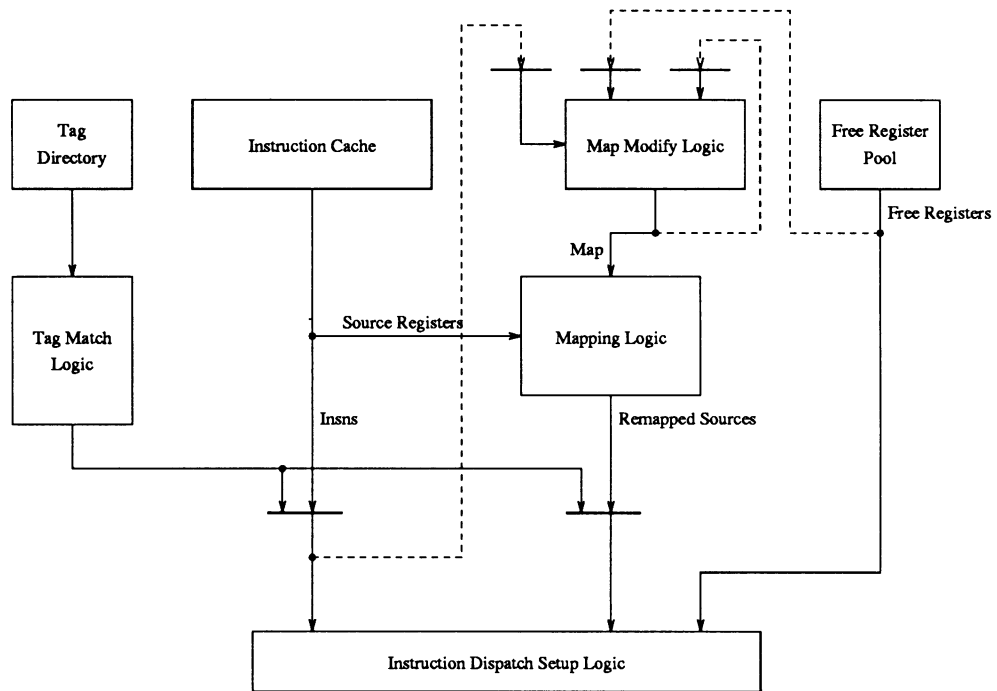 Tag
Directory
Instruction Cache
Map Modify Logic
Free Register
Pool
Free Registers
Map
Tag Match
Logic
Source Registers
Mapping Logic
Insns
Remapped Sources
Instruction Dispatch Setup Logic